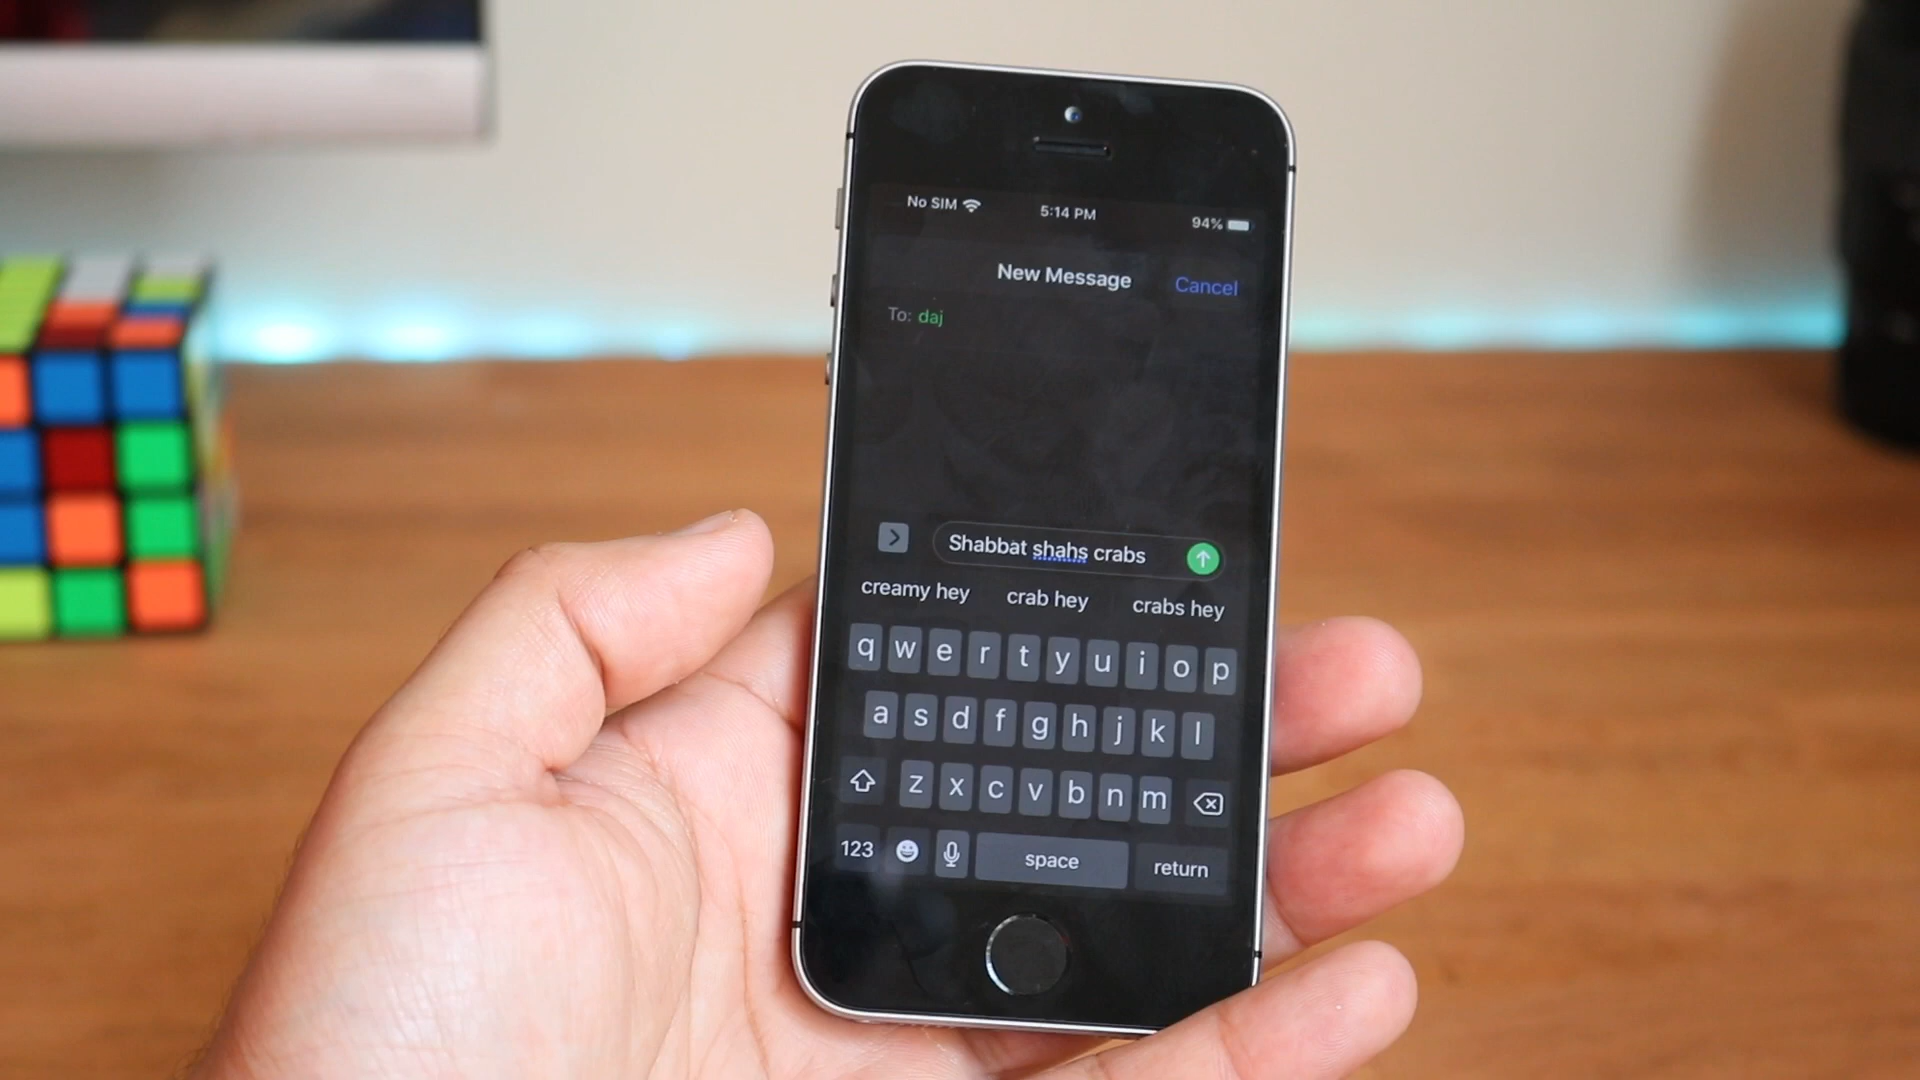 No SIM 5:14 PM 94%
New Message Cancel
To: daj
Shabbat shahs crabs
creamy hey crab hey crabs hey
q w e r t y u i o p
a s d f g h j k l
z x c v b n m
123 space return